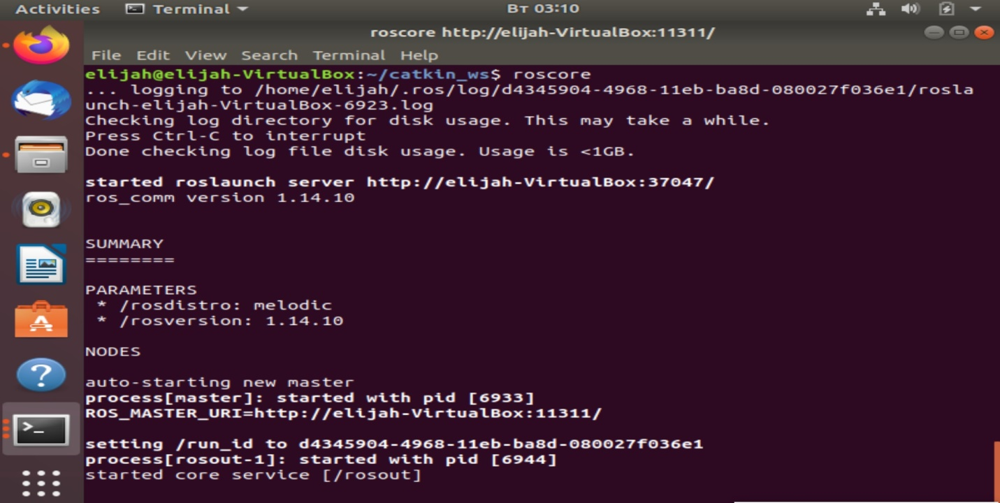 Activities Terminal Вт 03:10
roscore http://elijah-VirtualBox:11311/
File Edit View Search Terminal Help
elijah@elijah-VirtualBox:~/catkin_ws$ roscore
... logging to /home/elijah/.ros/log/d4345904-4968-11eb-ba8d-080027f036e1/rosla
unch-elijah-VirtualBox-6923.log
Checking log directory for disk usage. This may take a while.
Press Ctrl-C to interrupt
Done checking log file disk usage. Usage is <1GB.
started roslaunch server http://elijah-VirtualBox:37047/
ros_comm version 1.14.10
SUMMARY
========
PARAMETERS
* /rosdistro: melodic
* /rosversion: 1.14.10
NODES
auto-starting new master
process[master]: started with pid [6933]
ROS_MASTER_URI=http://elijah-VirtualBox:11311/
setting /run_id to d4345904-4968-11eb-ba8d-080027f036e1
process[rosout-1]: started with pid [6944]
started core service [/rosout]